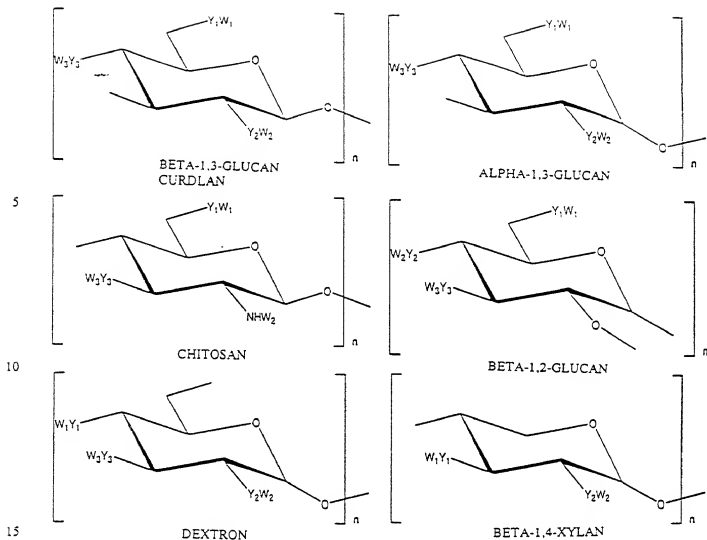 Y₁W₁ Y₁W₁
W₃Y₃ O W₃Y₃ O
O
Y₂W₂ Y₂W₂
O
n n
BETA-1,3-GLUCAN ALPHA-1,3-GLUCAN
CURDLAN
5
Y₁W₁ Y₁W₁
O W₂Y₂ O
W₃Y₃ O W₃Y₃
NHW₂ O
n n
CHITOSAN BETA-1,2-GLUCAN
10
W₁Y₁ O O
W₃Y₃ W₁Y₁
Y₂W₂ Y₂W₂
O O
n n
DEXTRON BETA-1,4-XYLAN
15